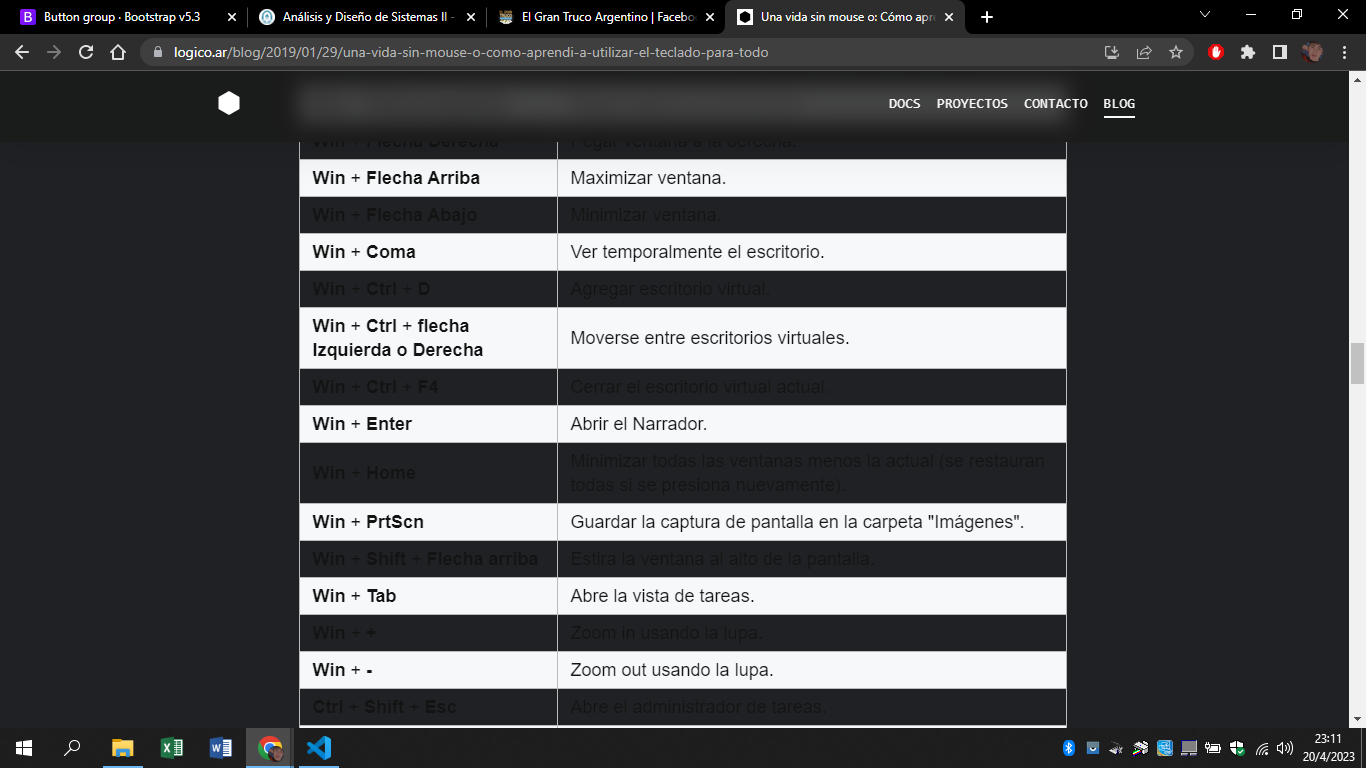 Button group · Bootstrap v5.3
Análisis y Diseño de Sistemas II -
El Gran Truco Argentino | Facebo
Una vida sin mouse o: Cómo apre
logico.ar/blog/2019/01/29/una-vida-sin-mouse-o-como-aprendi-a-utilizar-el-teclado-para-todo
DOCS PROYECTOS CONTACTO BLOG
Win + Flecha Derecha Pegar ventana a la derecha.
Win + Flecha Arriba Maximizar ventana.
Win + Flecha Abajo Minimizar ventana.
Win + Coma Ver temporalmente el escritorio.
Win + Ctrl + D Agregar escritorio virtual.
Win + Ctrl + flecha
Izquierda o Derecha
Moverse entre escritorios virtuales.
Win + Ctrl + F4 Cerrar el escritorio virtual actual.
Win + Enter Abrir el Narrador.
Win + Home
Minimizar todas las ventanas menos la actual (se restauran
todas si se presiona nuevamente).
Win + PrtScn Guardar la captura de pantalla en la carpeta "Imágenes".
Win + Shift + Flecha arriba Estira la ventana al alto de la pantalla.
Win + Tab Abre la vista de tareas.
Win + + Zoom in usando la lupa.
Win + - Zoom out usando la lupa.
Ctrl + Shift + Esc Abre el administrador de tareas.
23:11
20/4/2023